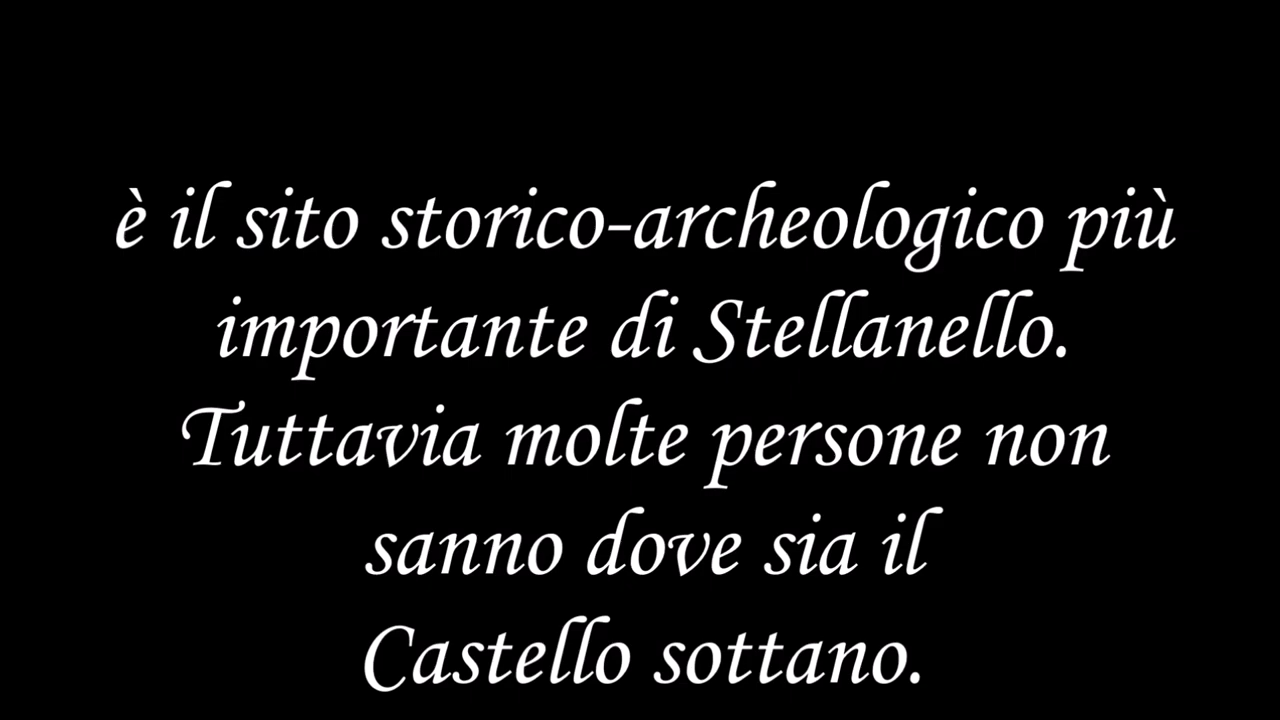 è il sito storico-archeologico più
importante di Stellanello.
Tuttavia molte persone non
sanno dove sia il
Castello sottano.